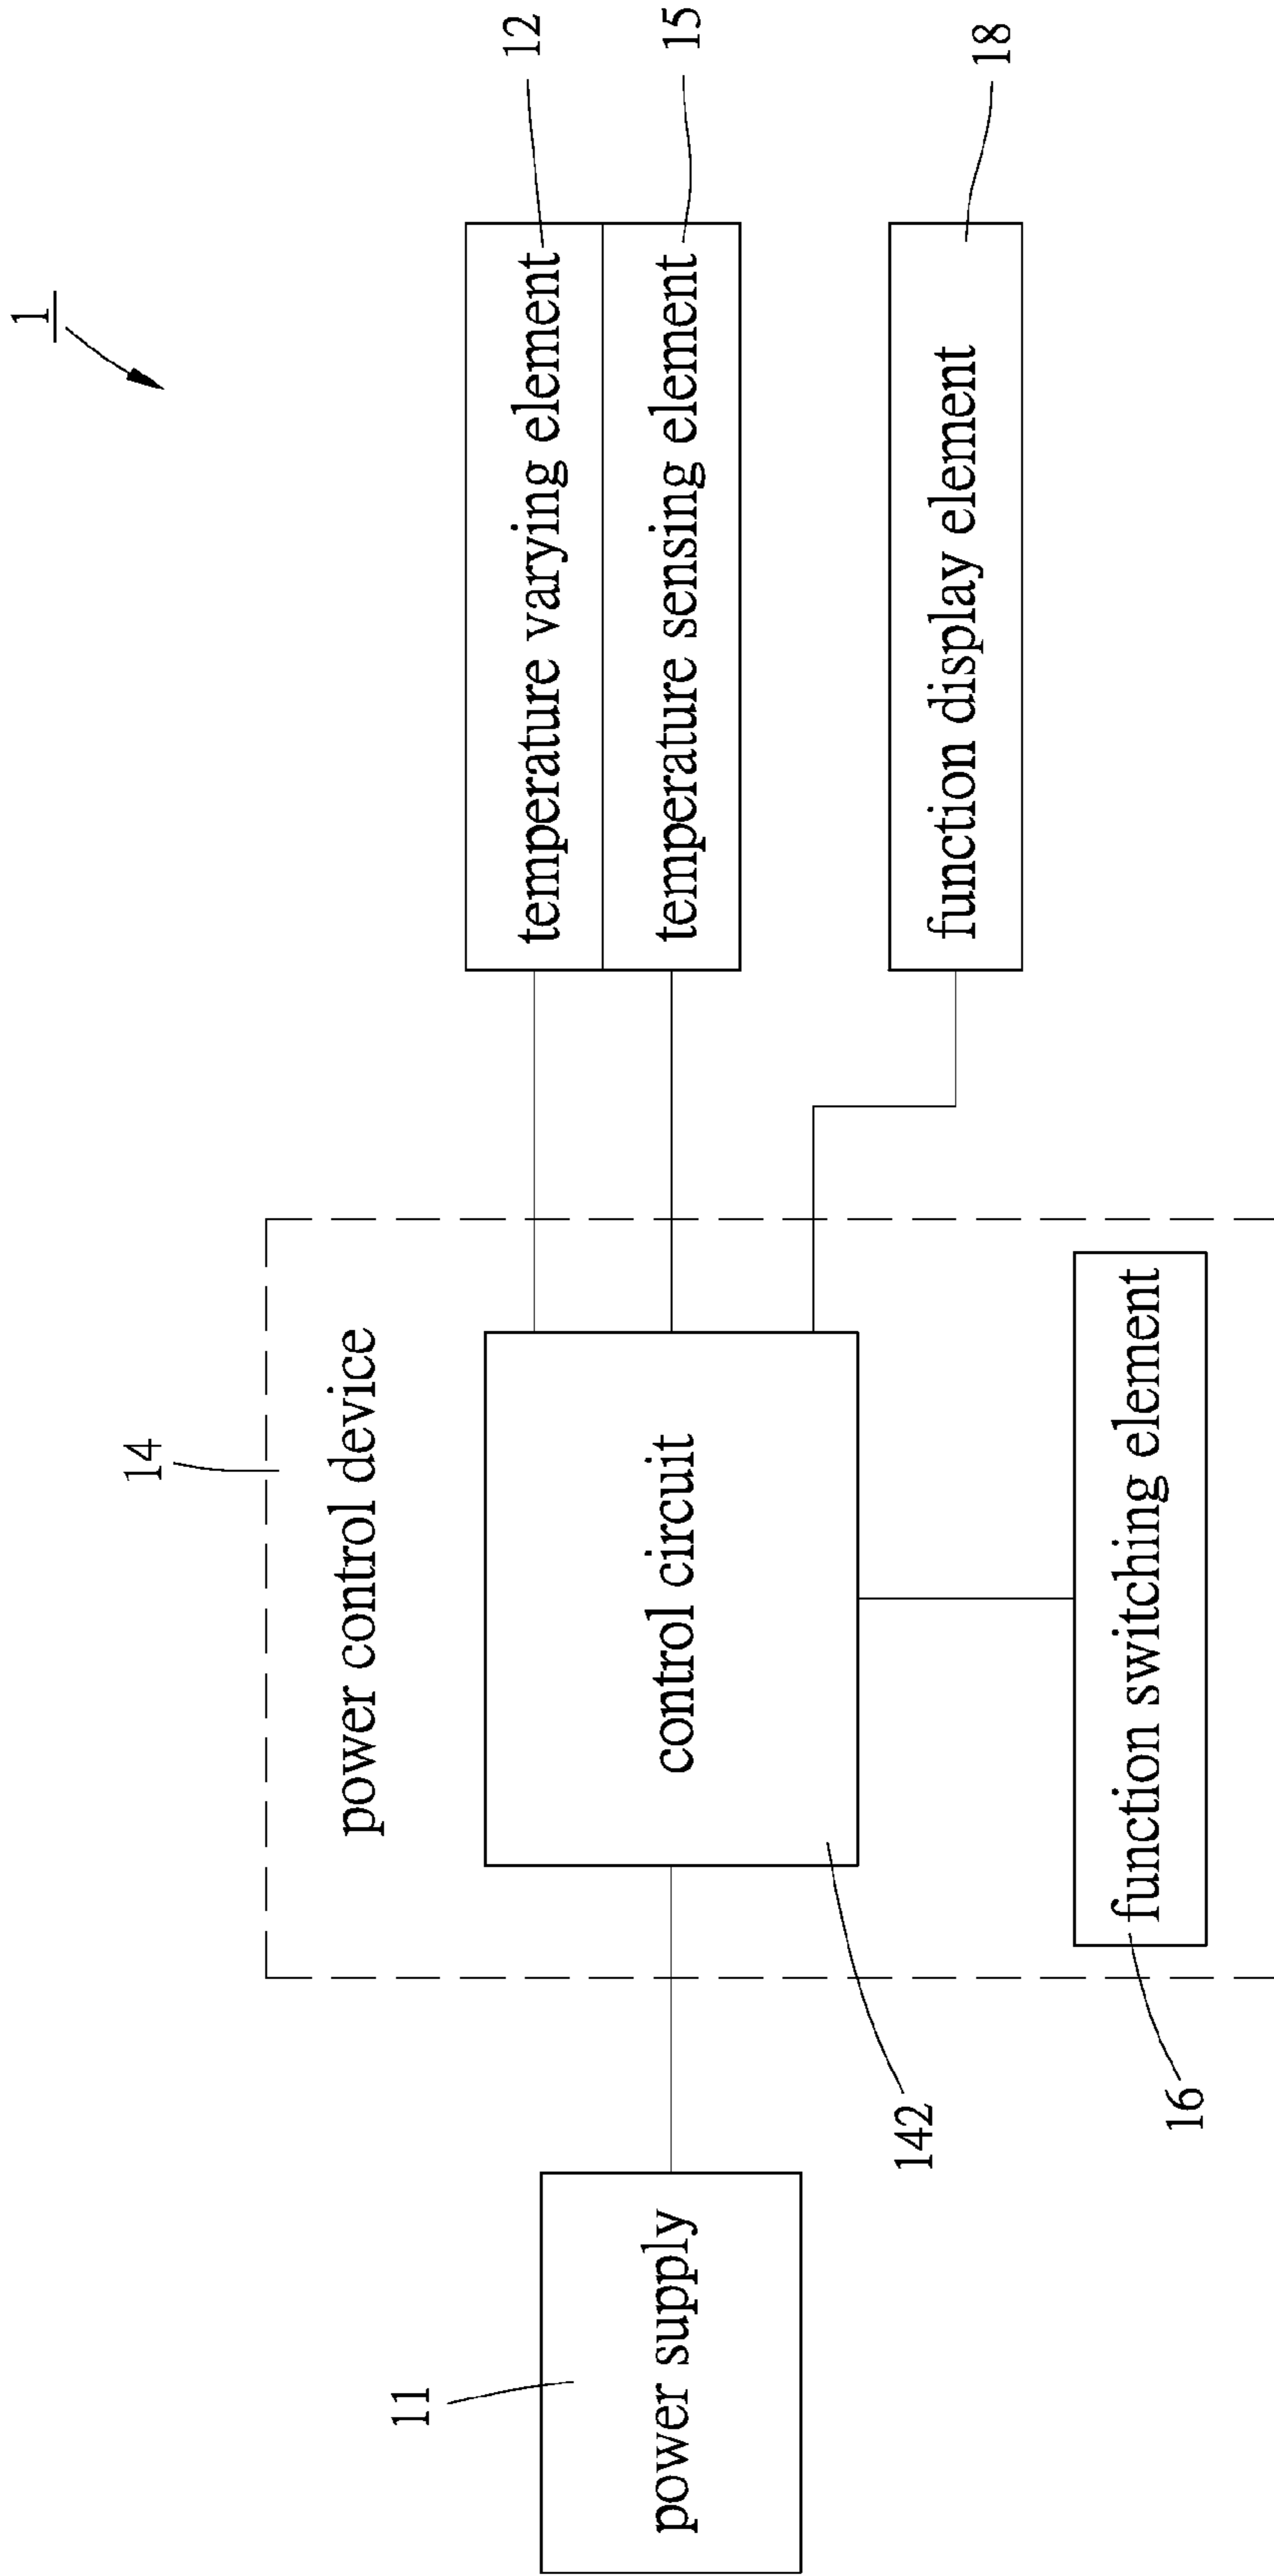 1
14
power control device
11
power supply
control circuit
142
function switching element
16
temperature varying element
12
temperature sensing element
15
function display element
18